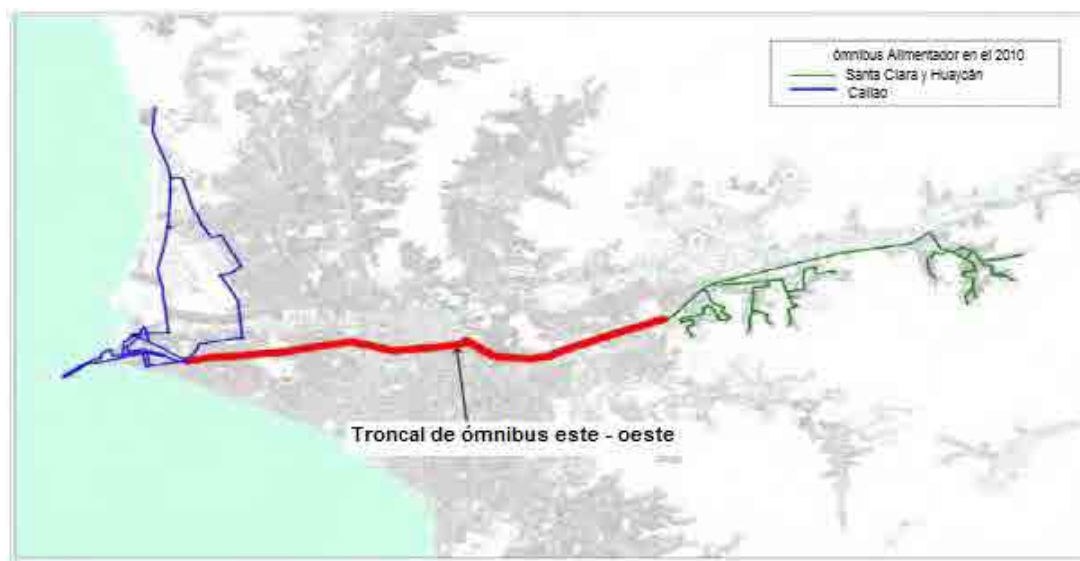 ómnibus Alimentador en el 2010
Santa Clara y Huaycán
Callao
Troncal de ómnibus este - oeste